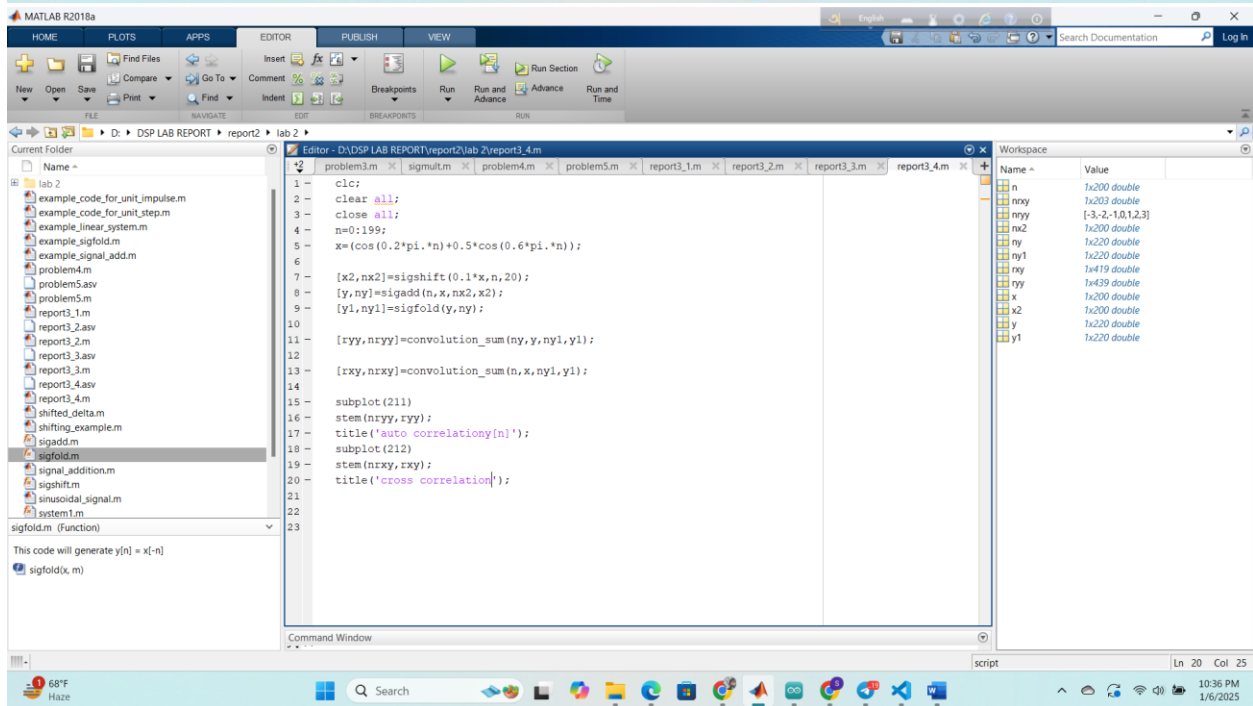 MATLAB R2018a
English
HOME PLOTS APPS EDITOR PUBLISH VIEW
Search Documentation
Log In
New Open Save
Find Files
Compare
Print
Go To
Find
Insert
Comment
Indent
fx
Breakpoints
Run
Run and Advance
Run Section
Advance
Run and Time
FILE NAVIGATE EDIT BREAKPOINTS RUN
D: DSP LAB REPORT report2 lab 2
Current Folder
Name
lab 2
example_code_for_unit_impulse.m
example_code_for_unit_step.m
example_linear_system.m
example_sigfold.m
example_signal_add.m
problem4.m
problem5.asv
problem5.m
report3_1.m
report3_2.asv
report3_2.m
report3_3.asv
report3_3.m
report3_4.asv
report3_4.m
shifted_delta.m
shifting_example.m
sigadd.m
sigfold.m
signal_addition.m
sigshift.m
sinusoidal_signal.m
system1.m
sigfold.m (Function)
This code will generate y[n] = x[-n]
sigfold(x, m)
Editor - D:\DSP LAB REPORT\report2\lab 2\report3_4.m
+2 problem3.m sigmult.m problem4.m problem5.m report3_1.m report3_2.m report3_3.m report3_4.m +
1 - clc;
2 - clear all;
3 - close all;
4 - n=0:199;
5 - x=(cos(0.2*pi.*n)+0.5*cos(0.6*pi.*n));
6
7 - [x2,nx2]=sigshift(0.1*x,n,20);
8 - [y,ny]=sigadd(n,x,nx2,x2);
9 - [y1,ny1]=sigfold(y,ny);
10
11 - [ryy,nryy]=convolution_sum(ny,y,ny1,y1);
12
13 - [rxy,nrxy]=convolution_sum(n,x,ny1,y1);
14
15 - subplot(211)
16 - stem(nryy,ryy);
17 - title('auto correlationy[n]');
18 - subplot(212)
19 - stem(nrxy,rxy);
20 - title('cross correlation');
21
22
23
Command Window
Workspace
Name Value
n 1x200 double
nrxy 1x203 double
nryy [-3,-2,-1,0,1,2,3]
nx2 1x200 double
ny 1x220 double
ny1 1x220 double
rxy 1x419 double
ryy 1x439 double
x 1x200 double
x2 1x200 double
y 1x220 double
y1 1x220 double
script
Ln 20 Col 25
1
68°F
Haze
Search
10:36 PM
1/6/2025